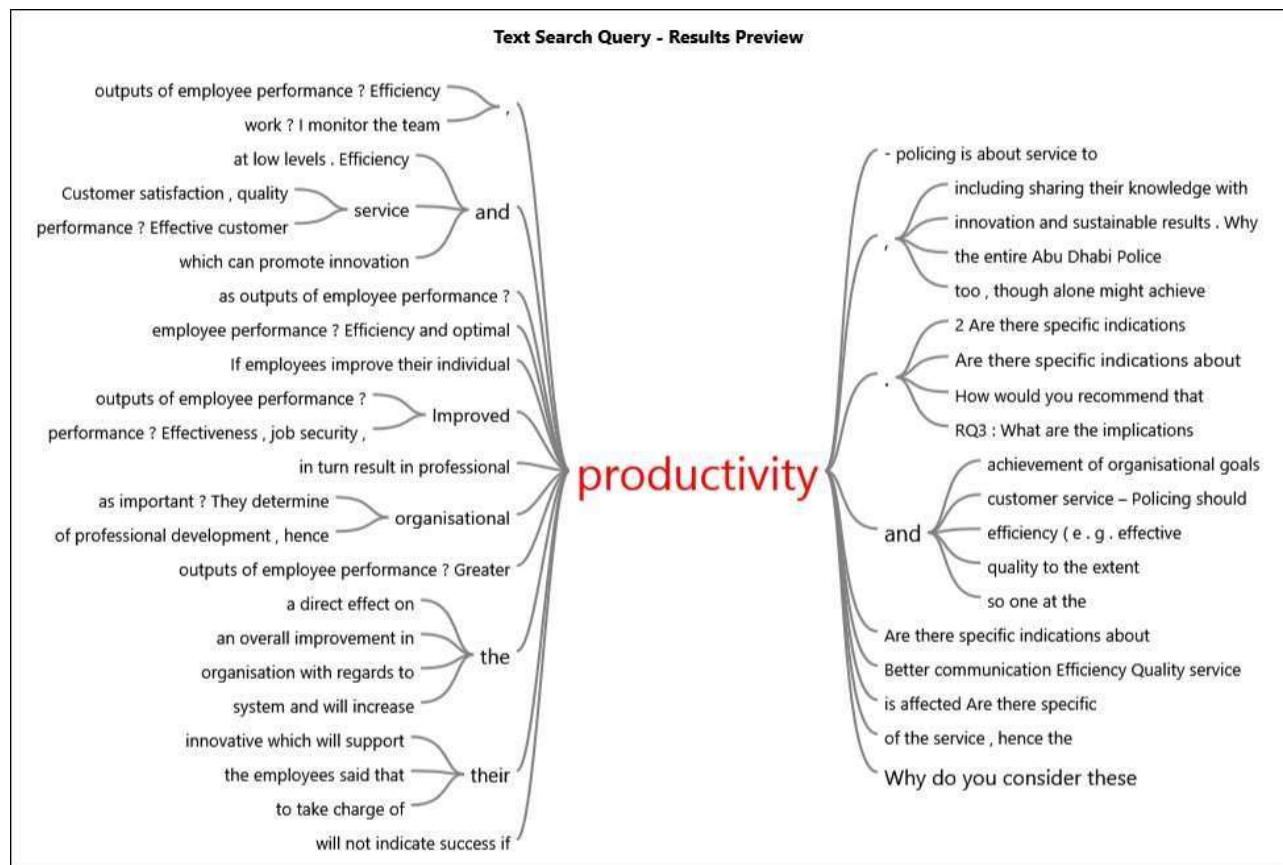 Text Search Query - Results Preview
outputs of employee performance ? Efficiency
work ? I monitor the team
,
at low levels . Efficiency
Customer satisfaction , quality
performance ? Effective customer
service
which can promote innovation
and
as outputs of employee performance ?
employee performance ? Efficiency and optimal
If employees improve their individual
outputs of employee performance ?
performance ? Effectiveness , job security ,
Improved
in turn result in professional
as important ? They determine
of professional development , hence
organisational
outputs of employee performance ? Greater
a direct effect on
an overall improvement in
organisation with regards to
system and will increase
the
innovative which will support
the employees said that
to take charge of
their
will not indicate success if
productivity
- policing is about service to
,
including sharing their knowledge with
innovation and sustainable results . Why
the entire Abu Dhabi Police
too , though alone might achieve
.
2 Are there specific indications
Are there specific indications about
How would you recommend that
RQ3 : What are the implications
and
achievement of organisational goals
customer service – Policing should
efficiency ( e . g . effective
quality to the extent
so one at the
Are there specific indications about
Better communication Efficiency Quality service
is affected Are there specific
of the service , hence the
Why do you consider these